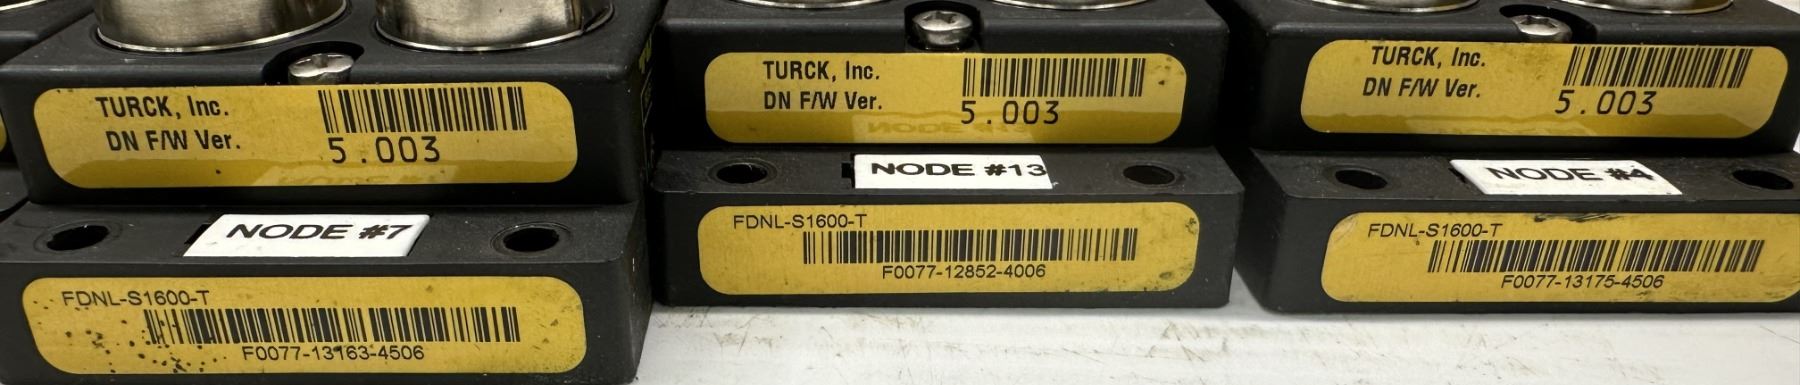 TURCK, Inc.
DN F/W Ver.
5.003
NODE #7
FDNL-S1600-T
F0077-13163-4506
TURCK, Inc.
DN F/W Ver.
5.003
NODE #13
FDNL-S1600-T
F0077-12852-4006
TURCK, Inc.
DN F/W Ver.
5.003
NODE #4
FDNL-S1600-T
F0077-13175-4506